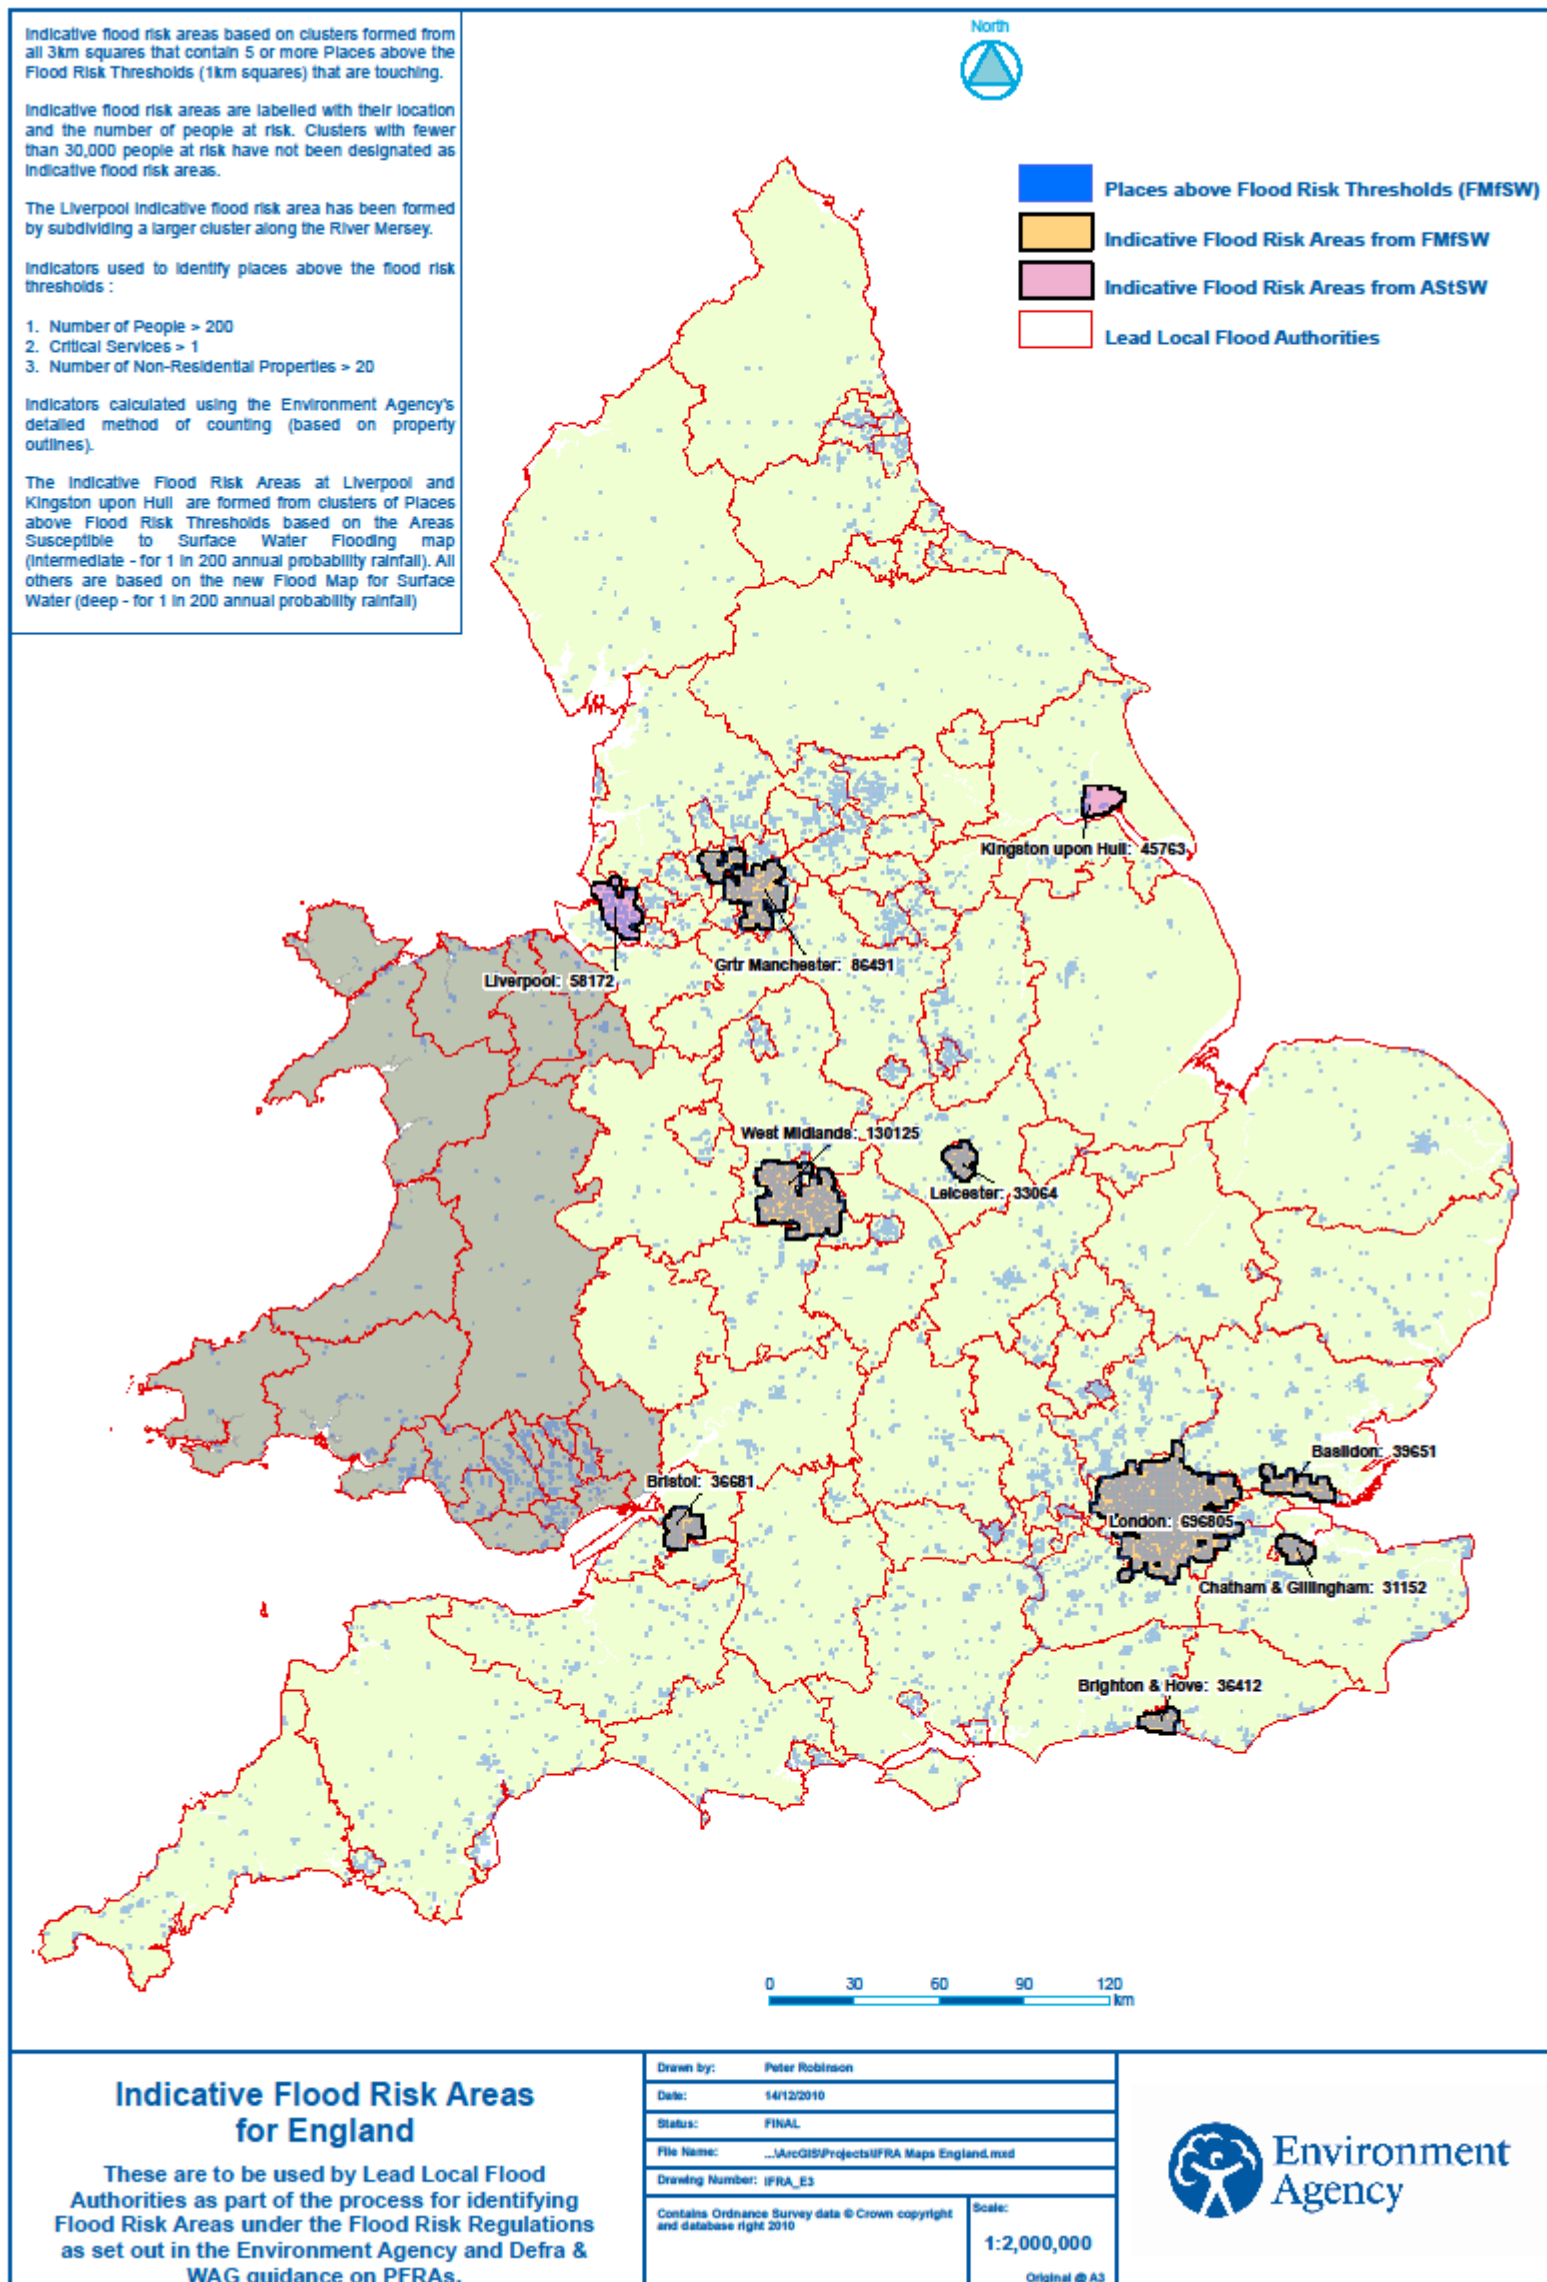 Indicative flood risk areas based on clusters formed from
all 3km squares that contain 5 or more Places above the
Flood Risk Thresholds (1km squares) that are touching.
Indicative flood risk areas are labelled with their location
and the number of people at risk. Clusters with fewer
than 30,000 people at risk have not been designated as
Indicative flood risk areas.
The Liverpool Indicative flood risk area has been formed
by subdividing a larger cluster along the River Mersey.
Indicators used to identify places above the flood risk
thresholds :
1. Number of People > 200
2. Critical Services > 1
3. Number of Non-Residential Properties > 20
Indicators calculated using the Environment Agency's
detailed method of counting (based on property
outlines).
The Indicative Flood Risk Areas at Liverpool and
Kingston upon Hull are formed from clusters of Places
above Flood Risk Thresholds based on the Areas
Susceptible to Surface Water Flooding map
(Intermediate - for 1 in 200 annual probability rainfall). All
others are based on the new Flood Map for Surface
Water (deep - for 1 in 200 annual probability rainfall)
North
Places above Flood Risk Thresholds (FMfSW)
Indicative Flood Risk Areas from FMfSW
Indicative Flood Risk Areas from AStSW
Lead Local Flood Authorities
Kingston upon Hull: 45763
Grtr Manchester: 86491
Liverpool: 58172
West Midlands: 130125
Leicester: 33064
Basildon: 39651
Bristol: 36681
London: 696805
Chatham & Gillingham: 31152
Brighton & Hove: 36412
0 30 60 90 120
km
Indicative Flood Risk Areas
for England
These are to be used by Lead Local Flood
Authorities as part of the process for identifying
Flood Risk Areas under the Flood Risk Regulations
as set out in the Environment Agency and Defra &
WAG guidance on PFRAs.
Drawn by: Peter Robinson
Date: 14/12/2010
Status: FINAL
File Name: ...\ArcGIS\Projects\IFRA Maps England.mxd
Drawing Number: IFRA_E3
Contains Ordnance Survey data © Crown copyright
and database right 2010
Scale:
1:2,000,000
Original @ A3
Environment
Agency